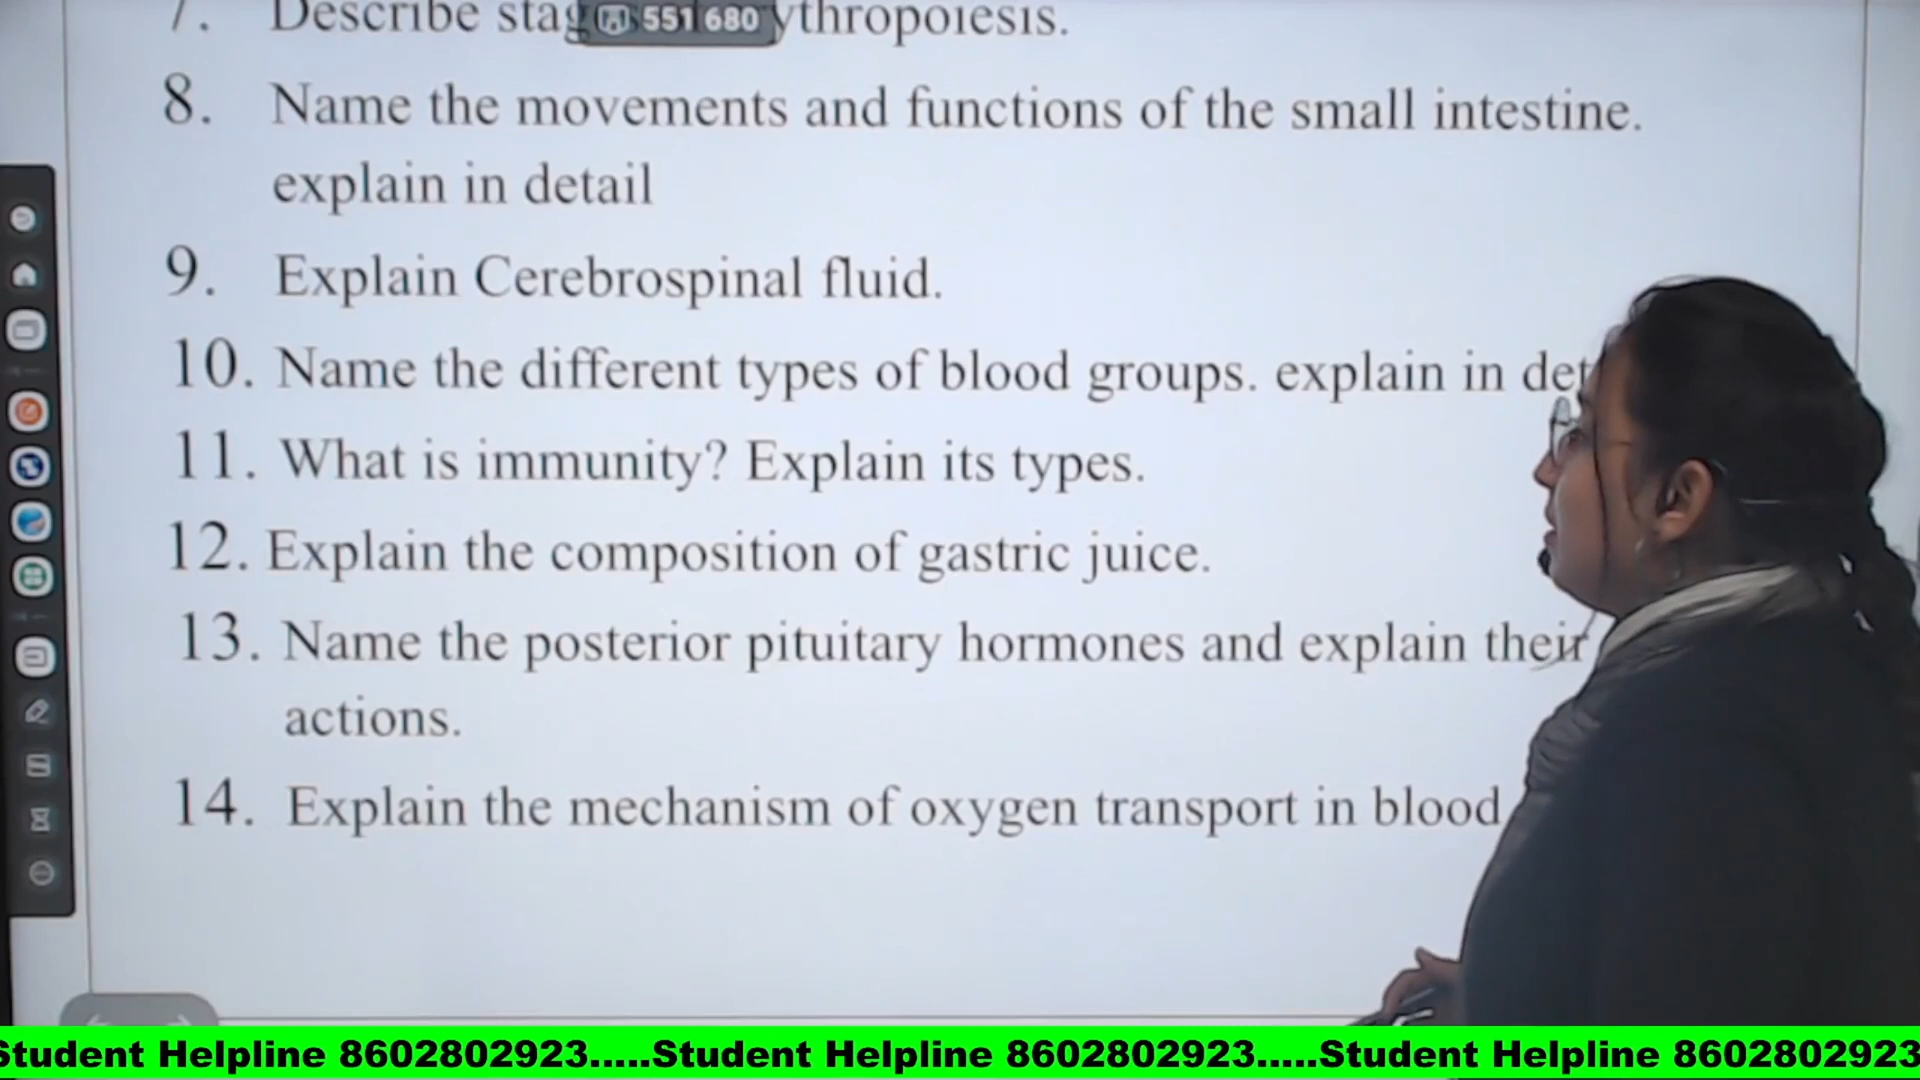 7. Describe ythropoiesis.
551 680
8. Name the movements and functions of the small intestine.
explain in detail
9. Explain Cerebrospinal fluid.
10. Name the different types of blood groups. explain in det
11. What is immunity? Explain its types.
12. Explain the composition of gastric juice.
13. Name the posterior pituitary hormones and explain their
actions.
14. Explain the mechanism of oxygen transport in blood
Student Helpline 8602802923.....Student Helpline 8602802923.....Student Helpline 8602802923